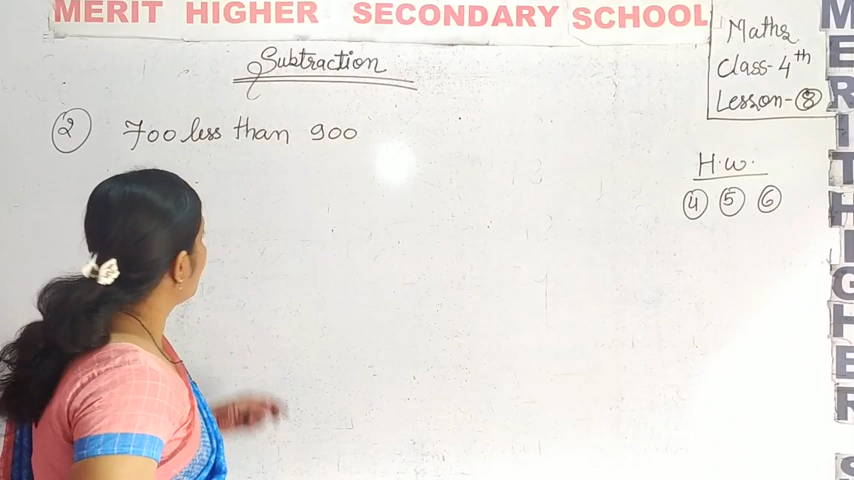 MERIT HIGHER SECONDARY SCHOOL
Subtraction
Maths
Class-4th
Lesson-8
2 700 less than 900
H.W.
4 5 6
MERIT HIGHER S